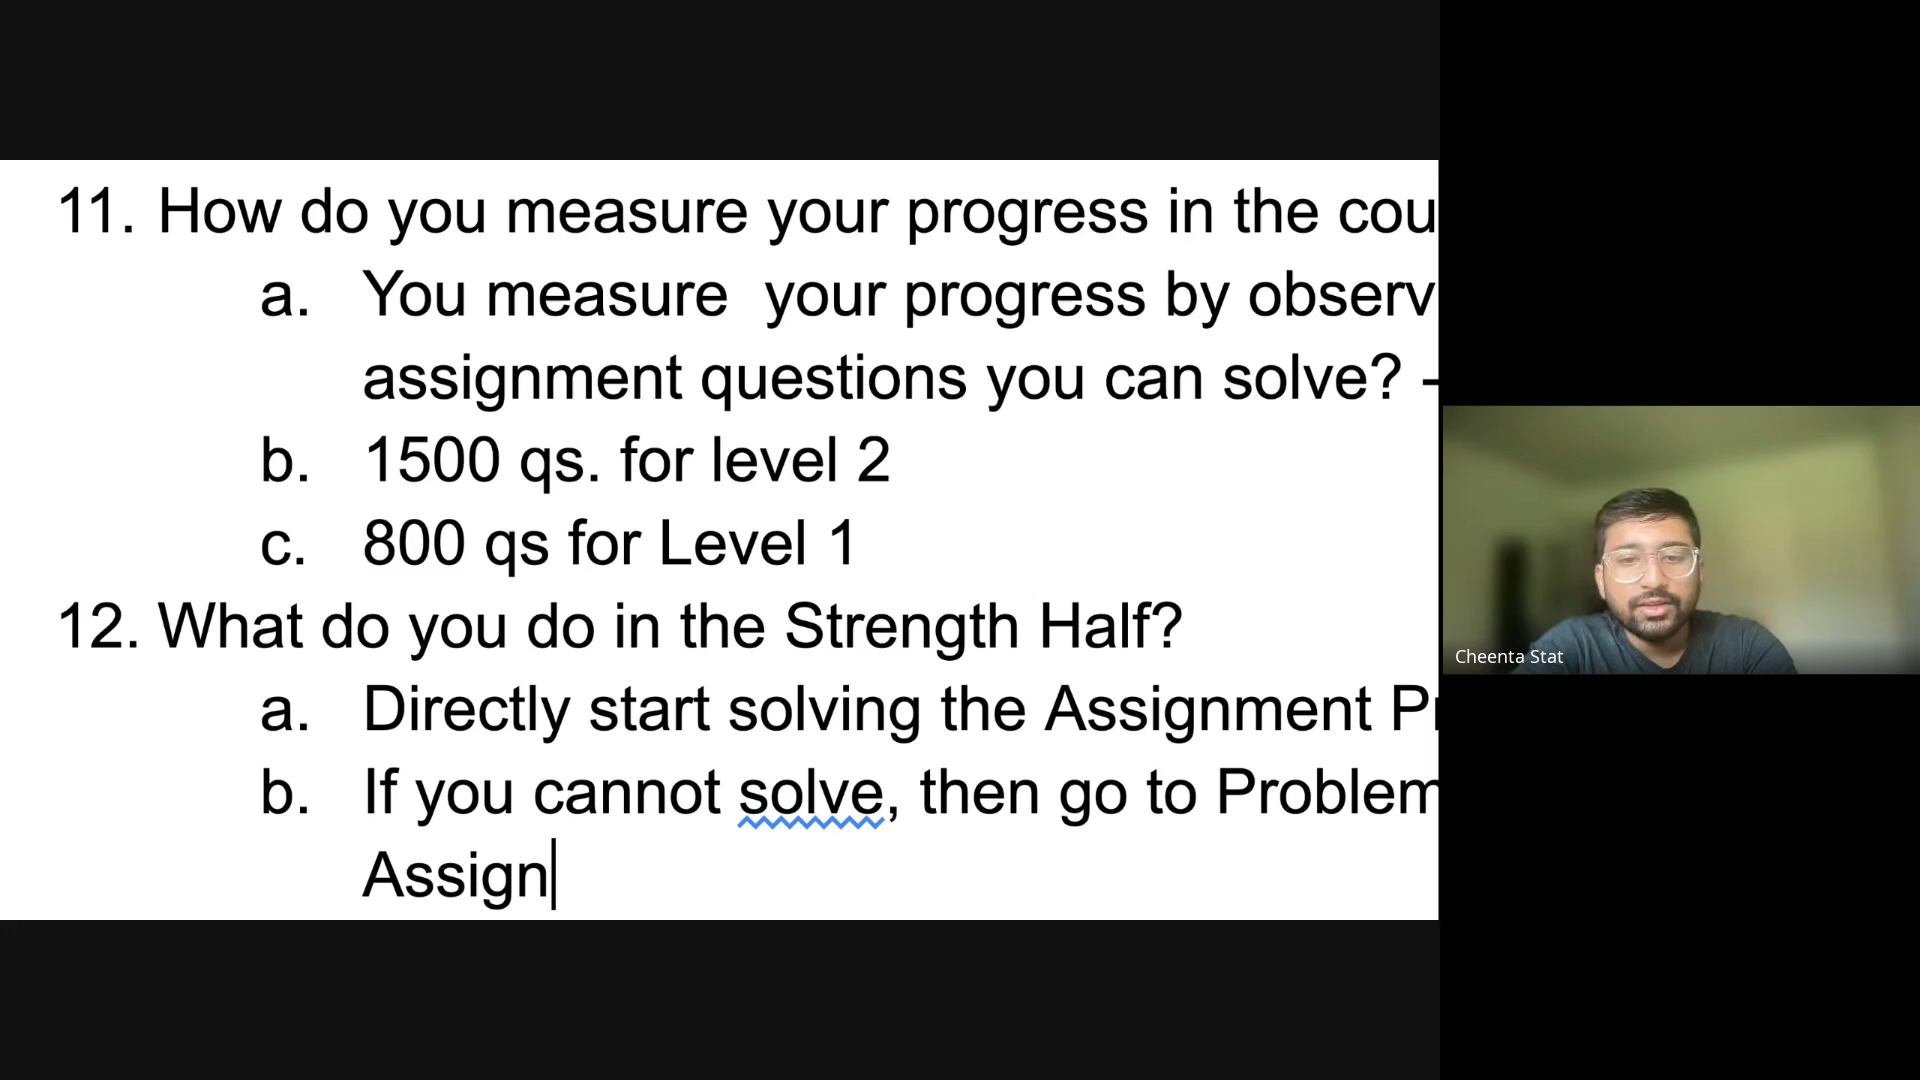 11. How do you measure your progress in the cou
a. You measure  your progress by observ
assignment questions you can solve? -
b. 1500 qs. for level 2
c. 800 qs for Level 1
12. What do you do in the Strength Half?
a. Directly start solving the Assignment
b. If you cannot solve, then go to Problem
Assign
Cheenta Stat